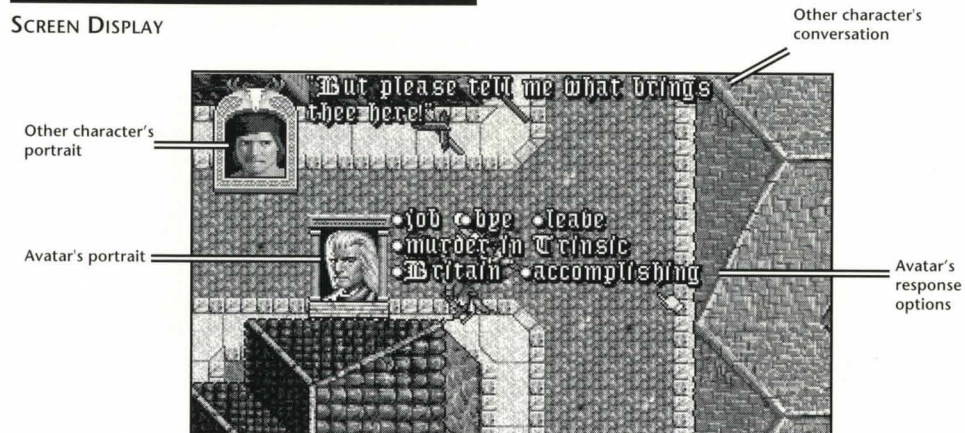 SCREEN DISPLAY
Other character's
conversation
"But please tell me what brings
thee here!"
Other character's
portrait
job bye leave
murder in Trinsic
Avatar's portrait
Britain accomplishing
Avatar's
response
options